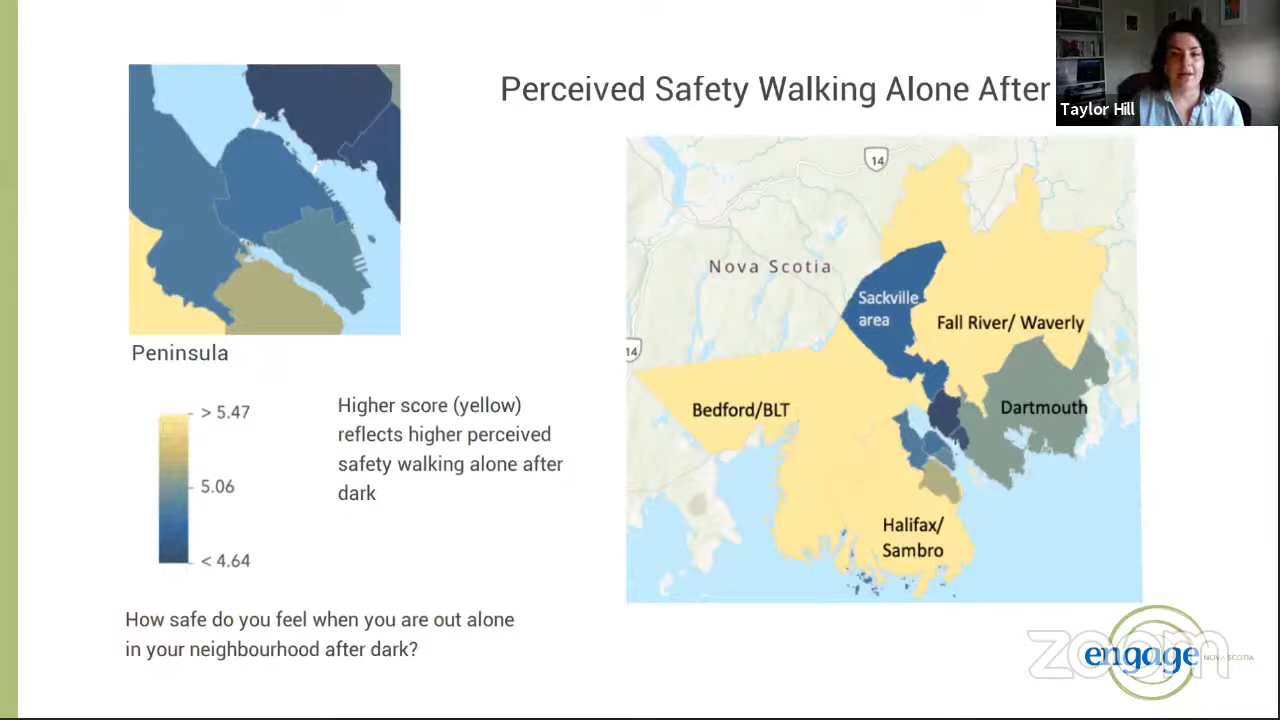 Perceived Safety Walking Alone After
Taylor Hill
14
Nova Scotia
Sackville
area
Fall River/ Waverly
14
Bedford/BLT
Dartmouth
Halifax/
Sambro
Peninsula
> 5.47
5.06
< 4.64
Higher score (yellow)
reflects higher perceived
safety walking alone after
dark
How safe do you feel when you are out alone
in your neighbourhood after dark?
zoom
engage NOVA SCOTIA